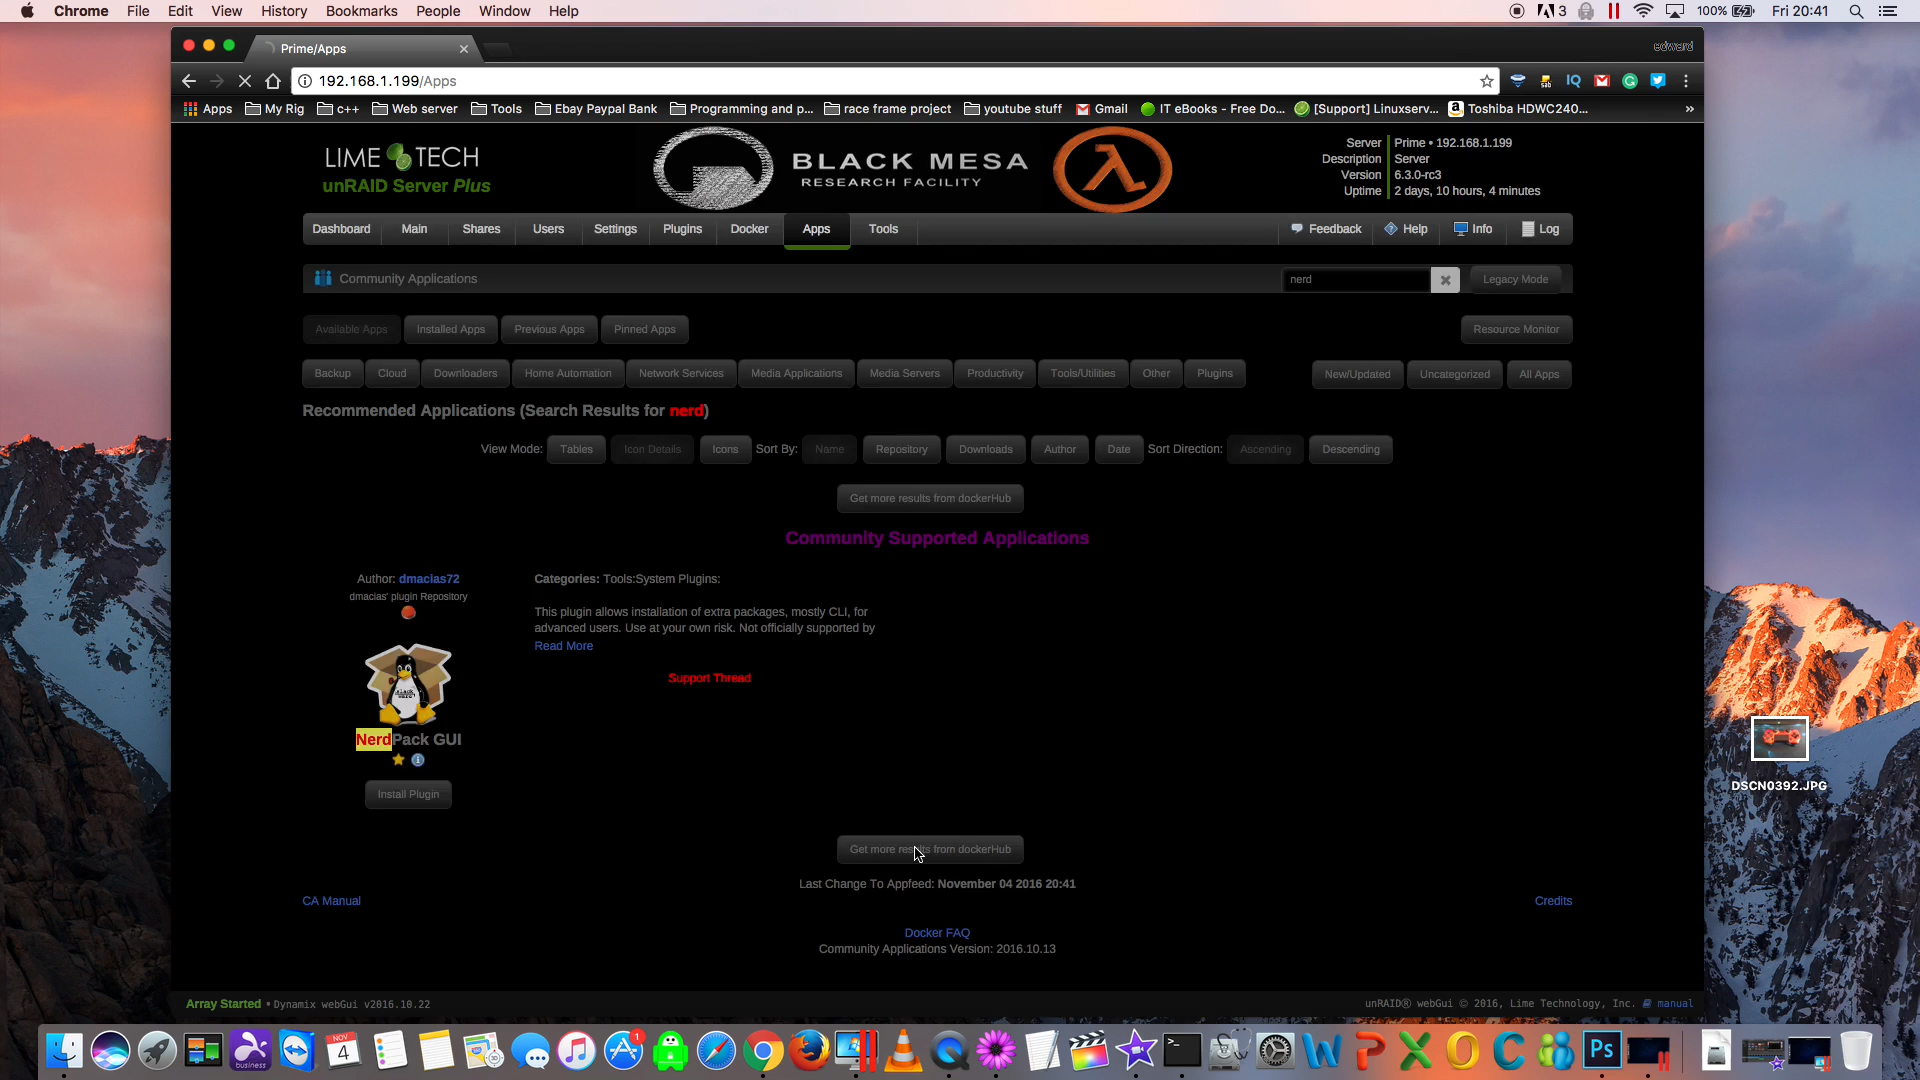 Chrome File Edit View History Bookmarks People Window Help 3 100% Fri 20:41
Prime/Apps edward
192.168.1.199/Apps
Apps My Rig c++ Web server Tools Ebay Paypal Bank Programming and p... race frame project youtube stuff Gmail IT eBooks - Free Do... [Support] Linuxserv... Toshiba HDWC240... »
LIME TECH
unRAID Server Plus
BLACK MESA
RESEARCH FACILITY
Server Prime • 192.168.1.199
Description Server
Version 6.3.0-rc3
Uptime 2 days, 10 hours, 4 minutes
Dashboard Main Shares Users Settings Plugins Docker Apps Tools Feedback Help Info Log
Community Applications nerd Legacy Mode
Available Apps Installed Apps Previous Apps Pinned Apps Resource Monitor
Backup Cloud Downloaders Home Automation Network Services Media Applications Media Servers Productivity Tools/Utilities Other Plugins New/Updated Uncategorized All Apps
Recommended Applications (Search Results for nerd)
View Mode: Tables Icon Details Icons Sort By: Name Repository Downloads Author Date Sort Direction: Ascending Descending
Get more results from dockerHub
Community Supported Applications
Author: dmacias72
dmacias' plugin Repository
Categories: Tools:System Plugins:
This plugin allows installation of extra packages, mostly CLI, for
advanced users. Use at your own risk. Not officially supported by
Read More
Support Thread
NerdPack GUI
Install Plugin
Get more results from dockerHub
Last Change To Appfeed: November 04 2016 20:41
CA Manual Credits
Docker FAQ
Community Applications Version: 2016.10.13
Array Started • Dynamix webGui v2016.10.22
unRAID® webGui © 2016, Lime Technology, Inc. manual
DSCN0392.JPG
business
NOV
4
1
Ps